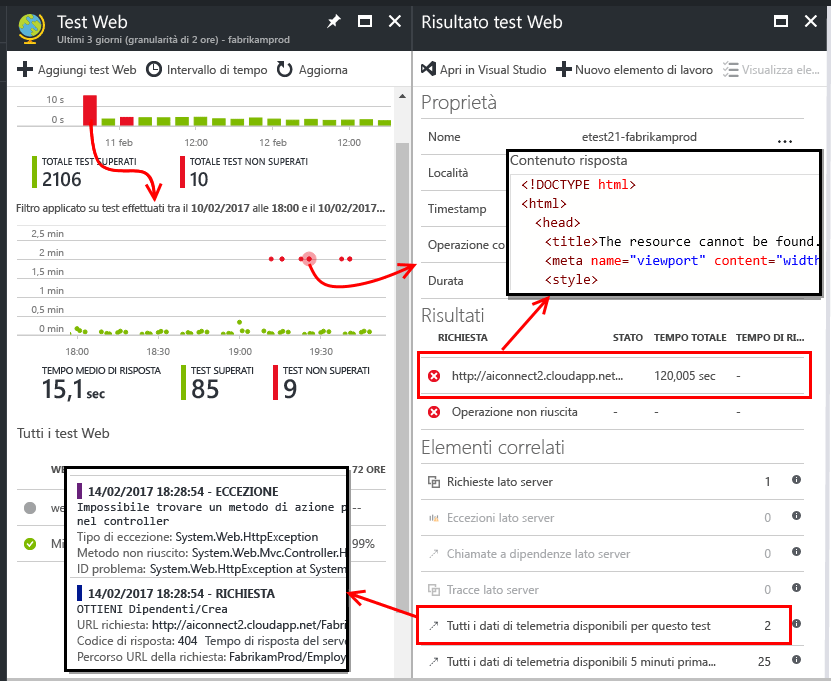 Test Web
Ultimi 3 giorni (granularità di 2 ore) - fabrikamprod
Aggiungi test Web
Intervallo di tempo
Aggiorna
10 s
0 s
11 feb
12:00
12 feb
12:00
TOTALE TEST SUPERATI
2106
TOTALE TEST NON SUPERATI
10
Filtro applicato su test effettuati tra il 10/02/2017 alle 18:00 e il 10/02/2017...
2,5 min
2 min
1,5 min
1 min
0,5 min
0 min
18:00
18:30
19:00
19:30
TEMPO MEDIO DI RISPOSTA
15,1 sec
TEST SUPERATI
85
TEST NON SUPERATI
9
Tutti i test Web
72 ORE
we
--
Mi
99%
14/02/2017 18:28:54 - ECCEZIONE
Impossibile trovare un metodo di azione p
nel controller
Tipo di eccezione: System.Web.HttpException
Metodo non riuscito: System.Web.Mvc.Controller.H
ID problema: System.Web.HttpException at System
14/02/2017 18:28:54 - RICHIESTA
OTTIENI Dipendenti/Crea
URL richiesta: http://aiconnect2.cloudapp.net/Fabri
Codice di risposta: 404 Tempo di risposta del serve
Percorso URL della richiesta: FabrikamProd/Employ
Risultato test Web
Apri in Visual Studio
Nuovo elemento di lavoro
Visualizza ele...
Proprietà
Nome
etest21-fabrikamprod
...
Località
Timestamp
Operazione co
Durata
Contenuto risposta
<!DOCTYPE html>
<html>
<head>
<title>The resource cannot be found.
<meta name="viewport" content="width
<style>
Risultati
RICHIESTA
STATO
TEMPO TOTALE
TEMPO DI RI...
http://aiconnect2.cloudapp.net...
120,005 sec
-
Operazione non riuscita
-
-
-
Elementi correlati
Richieste lato server
1
Eccezioni lato server
0
Chiamate a dipendenze lato server
0
Tracce lato server
0
Tutti i dati di telemetria disponibili per questo test
2
Tutti i dati di telemetria disponibili 5 minuti prima...
25